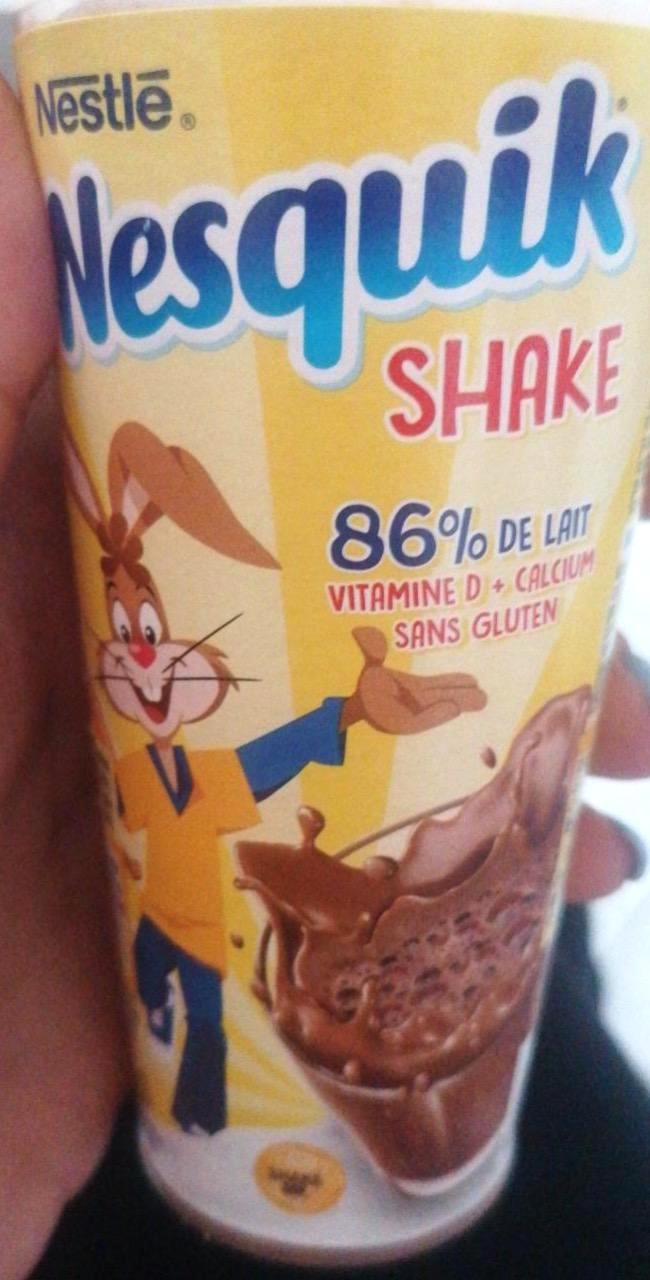 Nestlé®
Nesquik®
SHAKE
86% DE LAIT
VITAMINE D + CALCIUM
SANS GLUTEN